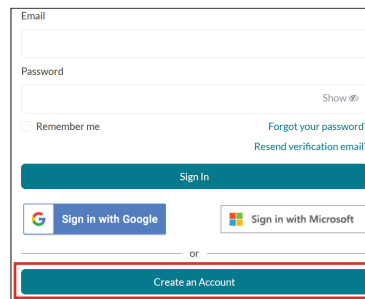 Email
Password
Show
Remember me Forgot your password?
Resend verification email?
Sign In
G Sign in with Google Sign in with Microsoft
or
Create an Account